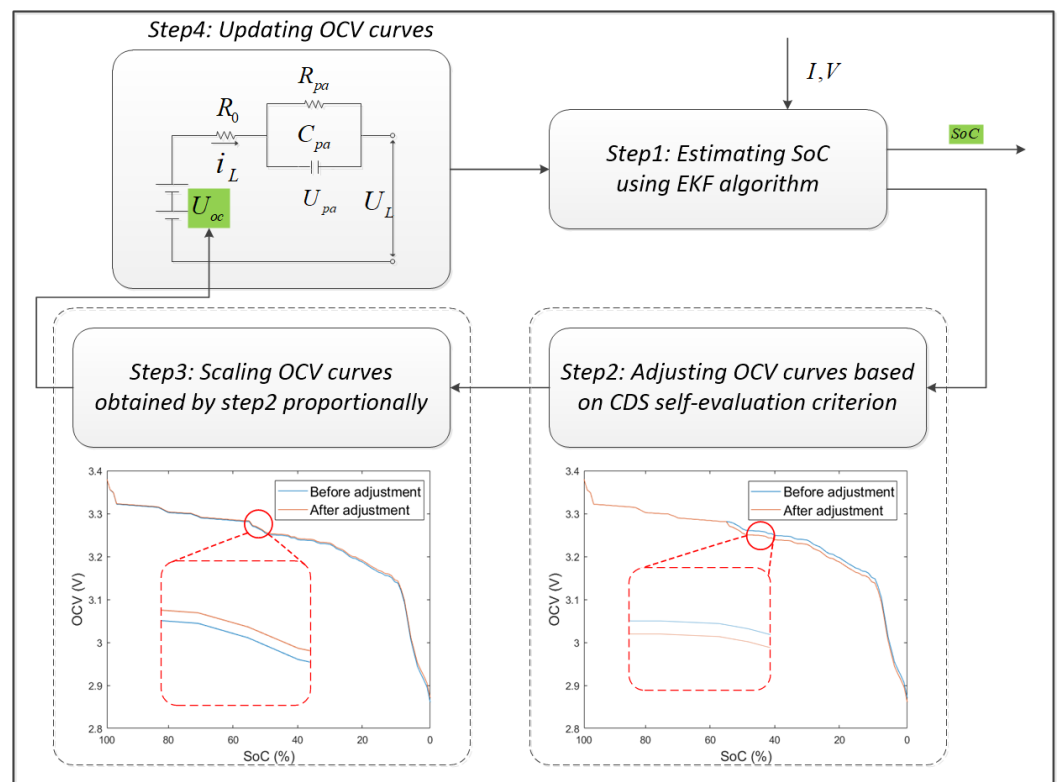 Step4: Updating OCV curves
R_pa
R_0
C_pa
i_L
U_pa
U_L
U_oc
I,V
Step1: Estimating SoC
using EKF algorithm
SoC
Step3: Scaling OCV curves
obtained by step2 proportionally
Step2: Adjusting OCV curves based
on CDS self-evaluation criterion
3.4
3.3
3.2
3.1
3
2.9
2.8
OCV (V)
Before adjustment
After adjustment
100
80
60
40
20
0
SoC (%)
3.4
3.3
3.2
3.1
3
2.9
2.8
OCV (V)
Before adjustment
After adjustment
100
80
60
40
20
0
SoC (%)